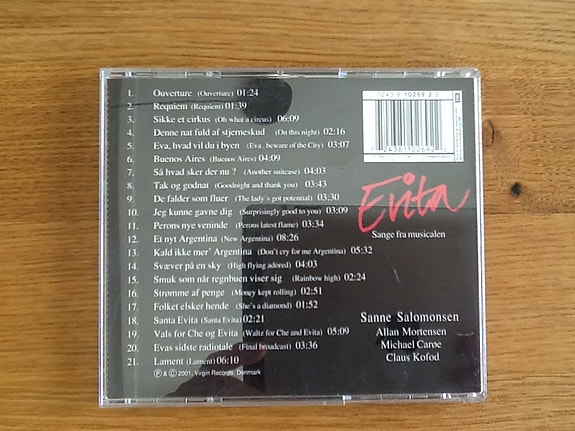 1. Ouverture (Ouverture) 01:24
2. Requiem (Requiem) 01:39
3. Sikke et cirkus (Oh what a circus) 06:09
4. Denne nat fuld af stjerneskud (On this night) 02:16
5. Eva, hvad vil du i byen (Eva . beware of the City) 03:07
6. Buenos Aires (Buenos Aires) 04:09
7. Så hvad sker der nu ? (Another suitcase) 04:03
8. Tak og godnat (Goodnight and thank you) 03:43
9. De falder som fluer (The lady's got potential) 03:30
10. Jeg kunne gavne dig (Surprisingly good to you) 03:09
11. Perons nye veninde (Perons latest flame) 03:34
12. Et nyt Argentina (New Argentina) 08:26
13. Kald ikke mer' Argentina (Don't cry for me Argentina) 05:32
14. Svæver på en sky (High flying adored) 04:03
15. Smuk som når regnbuen viser sig (Rainbow high) 02:24
16. Strømme af penge (Money kept rolling) 02:51
17. Folket elsker hende (She's a diamond) 01:52
18. Santa Evita (Santa Evita) 02:21
19. Vals for Che og Evita (Waltz for Che and Evita) 05:09
20. Evas sidste radiotale (Final broadcast) 03:36
21. Lament (Lament) 06:10
℗ & © 2001, Virgin Records, Denmark
7243 8 10269 2
Evita
Sange fra musicalen
Sanne Salomonsen
Allan Mortensen
Michael Carøe
Claus Kofod